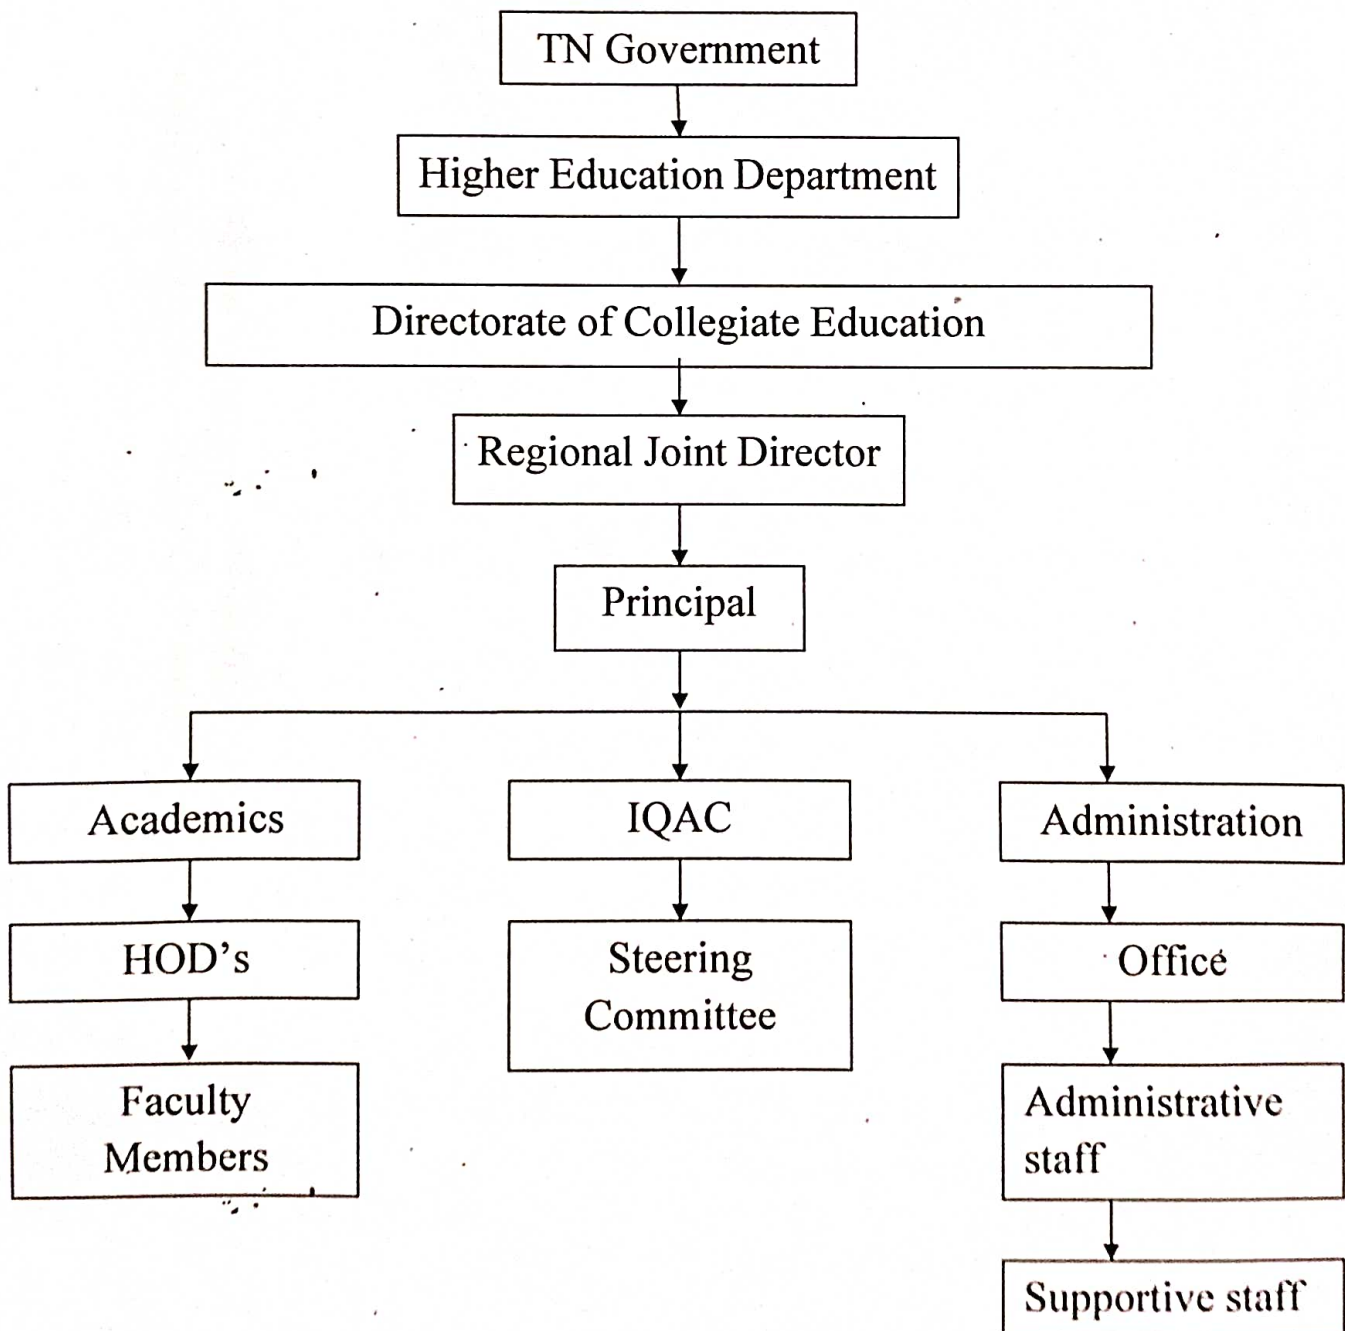 TN Government
Higher Education Department
Directorate of Collegiate Education
Regional Joint Director
Principal
Academics
IQAC
Administration
HOD's
Steering
Committee
Office
Faculty
Members
Administrative
staff
Supportive staff